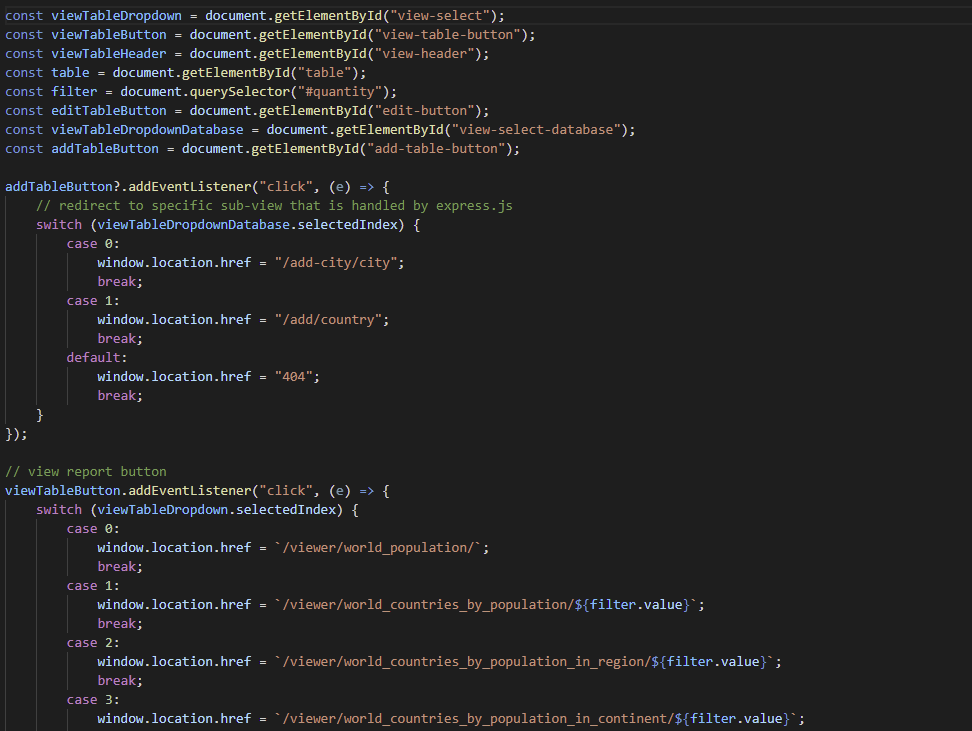 const viewTableDropdown = document.getElementById("view-select");
const viewTableButton = document.getElementById("view-table-button");
const viewTableHeader = document.getElementById("view-header");
const table = document.getElementById("table");
const filter = document.querySelector("#quantity");
const editTableButton = document.getElementById("edit-button");
const viewTableDropdownDatabase = document.getElementById("view-select-database");
const addTableButton = document.getElementById("add-table-button");

addTableButton?.addEventListener("click", (e) => {
    // redirect to specific sub-view that is handled by express.js
    switch (viewTableDropdownDatabase.selectedIndex) {
        case 0:
            window.location.href = "/add-city/city";
            break;
        case 1:
            window.location.href = "/add/country";
            break;
        default:
            window.location.href = "404";
            break;
    }
});

// view report button
viewTableButton.addEventListener("click", (e) => {
    switch (viewTableDropdown.selectedIndex) {
        case 0:
            window.location.href = `/viewer/world_population/`;
            break;
        case 1:
            window.location.href = `/viewer/world_countries_by_population/${filter.value}`;
            break;
        case 2:
            window.location.href = `/viewer/world_countries_by_population_in_region/${filter.value}`;
            break;
        case 3:
            window.location.href = `/viewer/world_countries_by_population_in_continent/${filter.value}`;